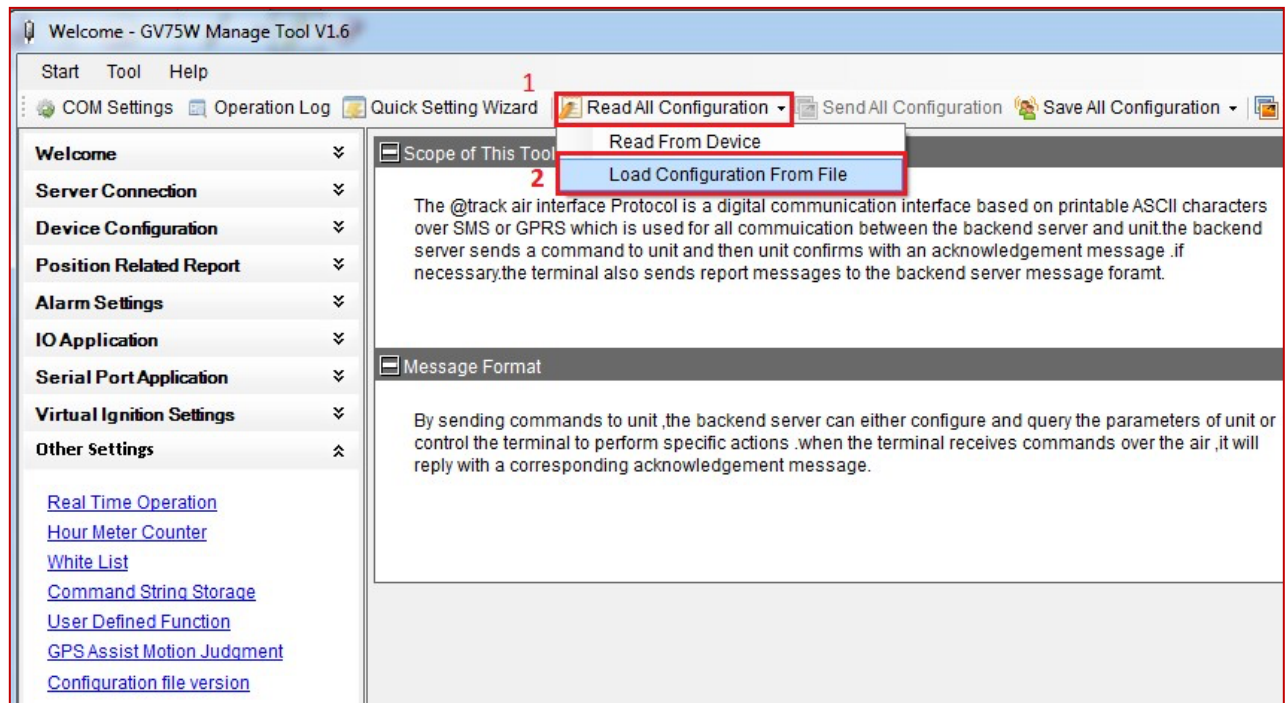 Welcome - GV75W Manage Tool V1.6
Start Tool Help
1
COM Settings Operation Log Quick Setting Wizard Read All Configuration Send All Configuration Save All Configuration
Read From Device
2 Load Configuration From File
Welcome
Server Connection
Device Configuration
Position Related Report
Alarm Settings
IO Application
Serial Port Application
Virtual Ignition Settings
Other Settings
Real Time Operation
Hour Meter Counter
White List
Command String Storage
User Defined Function
GPS Assist Motion Judgment
Configuration file version
Scope of This Tool
The @track air interface Protocol is a digital communication interface based on printable ASCII characters
over SMS or GPRS which is used for all commuication between the backend server and unit.the backend
server sends a command to unit and then unit confirms with an acknowledgement message .if
necessary.the terminal also sends report messages to the backend server message foramt.
Message Format
By sending commands to unit ,the backend server can either configure and query the parameters of unit or
control the terminal to perform specific actions .when the terminal receives commands over the air ,it will
reply with a corresponding acknowledgement message.